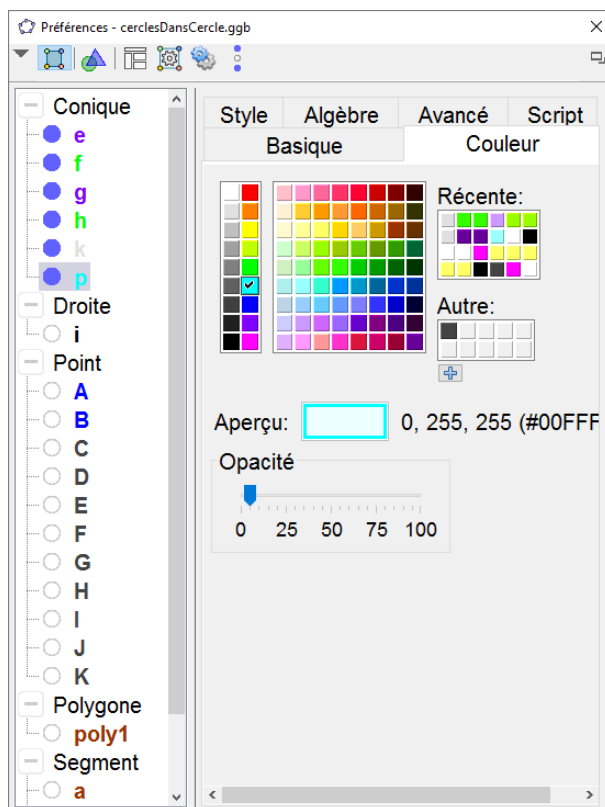 Préférences - cerclesDansCercle.ggb
Conique
e
f
g
h
k
p
Droite
i
Point
A
B
C
D
E
F
G
H
I
J
K
Polygone
poly1
Segment
a
Style Algèbre Avancé Script
Basique Couleur
Récente:
Autre:
Aperçu: 0, 255, 255 (#00FFF
Opacité
0 25 50 75 100